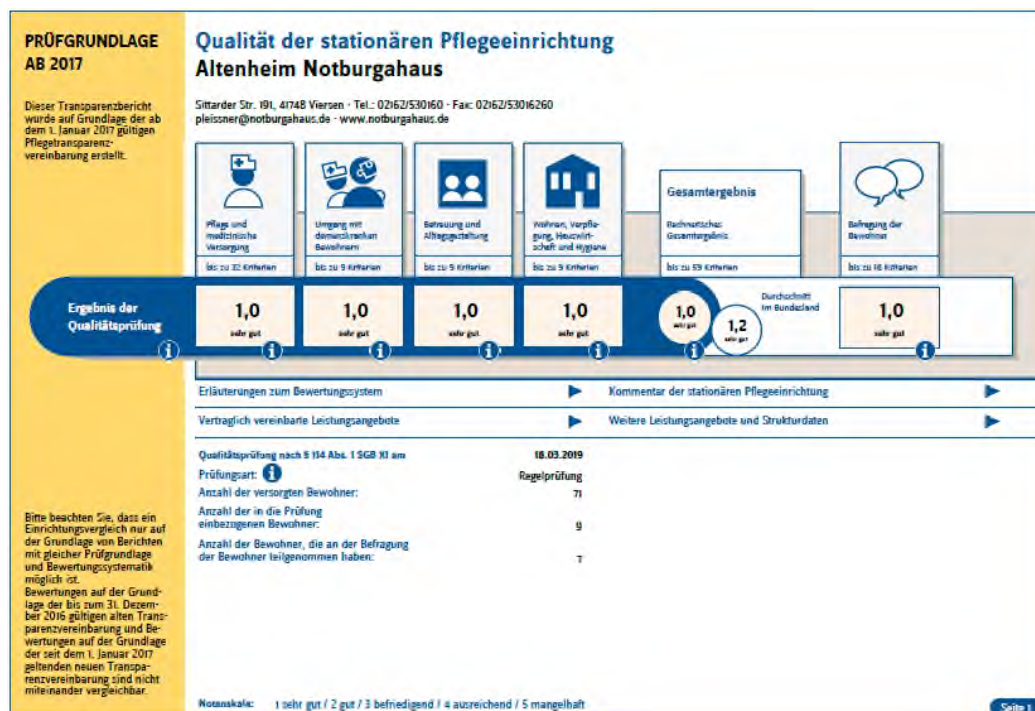 PRÜFGRUNDLAGE
AB 2017
Dieser Transparenzbericht
wurde auf Grundlage der ab
dem 1. Januar 2017 gültigen
Pflegetransparenz-
vereinbarung erstellt.
Qualität der stationären Pflegeeinrichtung
Altenheim Notburgahaus
Sittarder Str. 191, 41748 Viersen · Tel.: 02162/530160 · Fax: 02162/53016260
pleissner@notburgahaus.de · www.notburgahaus.de
Pflege und
medizinische
Versorgung
bis zu 32 Kriterien
Umgang mit
demenzkranken
Bewohnern
bis zu 9 Kriterien
Betreuung und
Alltagsgestaltung
bis zu 9 Kriterien
Wohnen, Verpfle-
gung, Hauswirt-
schaft und Hygiene
bis zu 9 Kriterien
Gesamtergebnis
Rechnerisches
Gesamtergebnis
bis zu 59 Kriterien
Befragung der
Bewohner
bis zu 18 Kriterien
Ergebnis der
Qualitätsprüfung
1,0
sehr gut
1,0
sehr gut
1,0
sehr gut
1,0
sehr gut
1,0
sehr gut
1,2
sehr gut
Durchschnitt
im Bundesland
1,0
sehr gut
Erläuterungen zum Bewertungssystem
Kommentar der stationären Pflegeeinrichtung
Vertraglich vereinbarte Leistungsangebote
Weitere Leistungsangebote und Strukturdaten
Qualitätsprüfung nach § 114 Abs. 1 SGB XI am 18.03.2019
Prüfungsart: Regelprüfung
Anzahl der versorgten Bewohner: 71
Anzahl der in die Prüfung
einbezogenen Bewohner: 9
Anzahl der Bewohner, die an der Befragung
der Bewohner teilgenommen haben: 7
Bitte beachten Sie, dass ein
Einrichtungsvergleich nur auf
der Grundlage von Berichten
mit gleicher Prüfgrundlage
und Bewertungssystematik
möglich ist.
Bewertungen auf der Grund-
lage der bis zum 31. Dezem-
ber 2016 gültigen alten Trans-
parenzvereinbarung und Be-
wertungen auf der Grundlage
der seit dem 1. Januar 2017
geltenden neuen Transpa-
renzvereinbarung sind nicht
miteinander vergleichbar.
Notenskala: 1 sehr gut / 2 gut / 3 befriedigend / 4 ausreichend / 5 mangelhaft
Seite 1